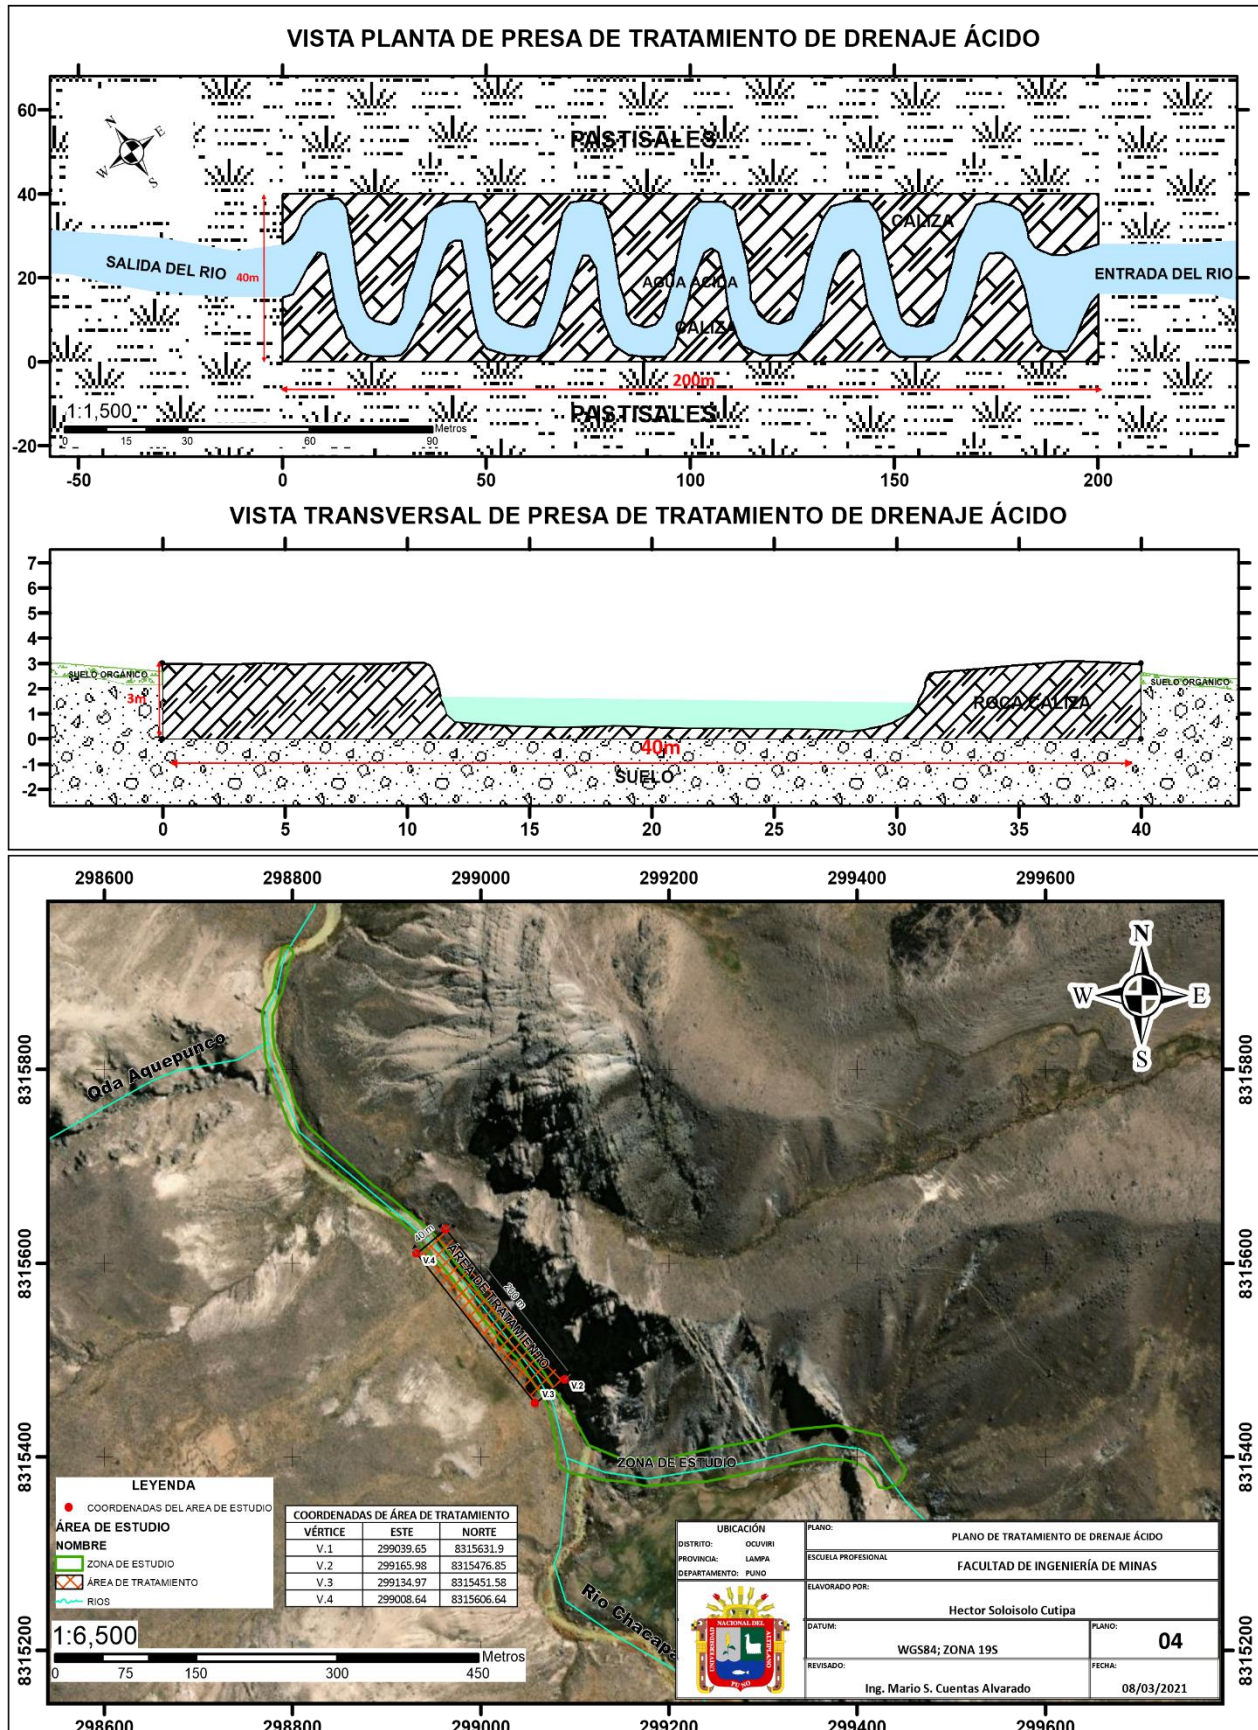 VISTA PLANTA DE PRESA DE TRATAMIENTO DE DRENAJE ÁCIDO
60
40
20
0
-20
N
E
W
S
PASTISALES
CALIZA
SALIDA DEL RIO
40m
AGUA ACIDA
ENTRADA DEL RIO
CALIZA
200m
PASTISALES
1:1,500
Metros
0 15 30 60 90
-50 0 50 100 150 200
VISTA TRANSVERSAL DE PRESA DE TRATAMIENTO DE DRENAJE ÁCIDO
7
6
5
4
3
2
1
0
-1
-2
SUELO ORGÁNICO
3m
ROCA CALIZA
SUELO ORGANICO
40m
SUELO
0 5 10 15 20 25 30 35 40
298600 298800 299000 299200 299400 299600
8315800
8315600
8315400
8315200
8315800
8315600
8315400
8315200
N
W E
S
Qda Aquepunco
40 m
V.4
ÁREA DE TRATAMIENTO
200 m
V.2
V.3
ZONA DE ESTUDIO
Rio Chacapa
LEYENDA
COORDENADAS DEL AREA DE ESTUDIO
ÁREA DE ESTUDIO
NOMBRE
ZONA DE ESTUDIO
ÁREA DE TRATAMIENTO
RIOS
1:6,500
Metros
0 75 150 300 450
COORDENADAS DE ÁREA DE TRATAMIENTO
VÉRTICE ESTE NORTE
V.1 299039.65 8315631.9
V.2 299165.98 8315476.85
V.3 299134.97 8315451.58
V.4 299008.64 8315606.64
UBICACIÓN
DISTRITO: OCUVIRI
PROVINCIA: LAMPA
DEPARTAMENTO: PUNO
PLANO:
PLANO DE TRATAMIENTO DE DRENAJE ÁCIDO
ESCUELA PROFESIONAL
FACULTAD DE INGENIERÍA DE MINAS
ELAVORADO POR:
Hector Soloisolo Cutipa
DATUM:
WGS84; ZONA 19S
PLANO:
04
REVISADO:
Ing. Mario S. Cuentas Alvarado
FECHA:
08/03/2021
UNIVERSIDAD
NACIONAL DEL
ALTIPLANO
PUNO
298600 298800 299000 299200 299400 299600